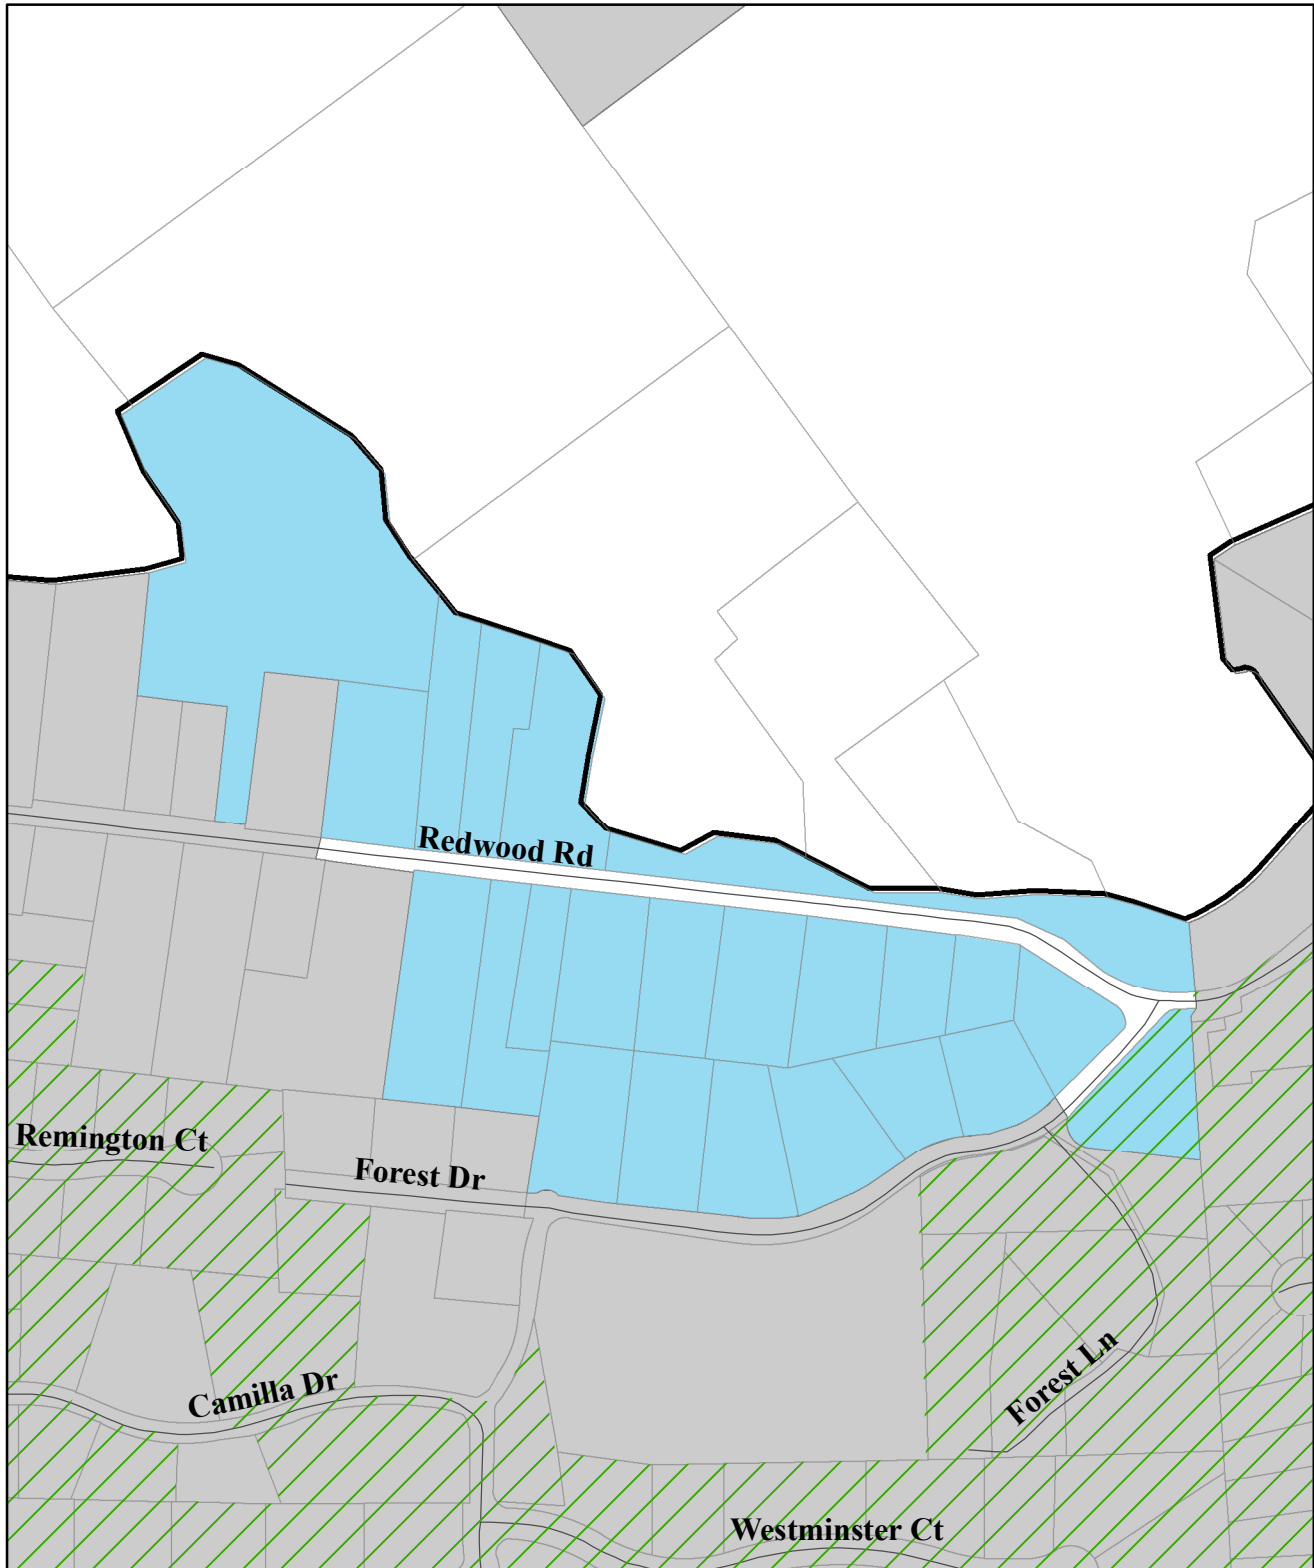 Redwood Rd
Remington Ct
Forest Dr
Forest Ln
Camilla Dr
Westminster Ct